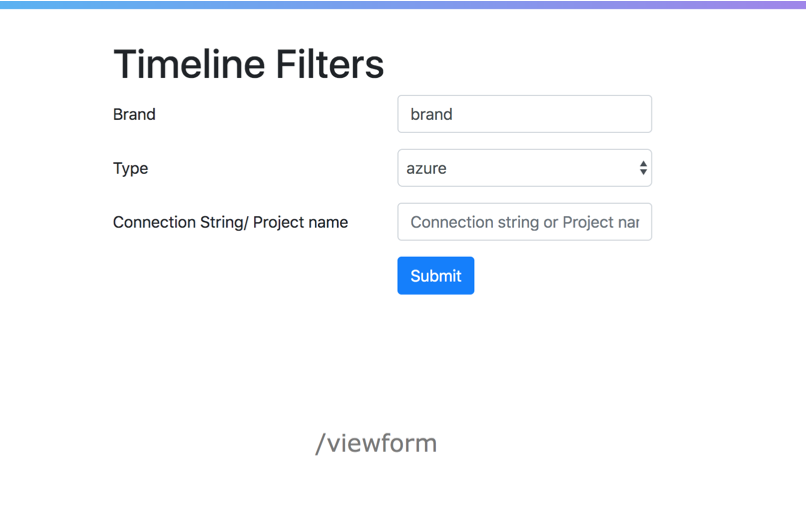 Timeline Filters
Brand brand
Type azure
Connection String/ Project name Connection string or Project nar
Submit
/viewform